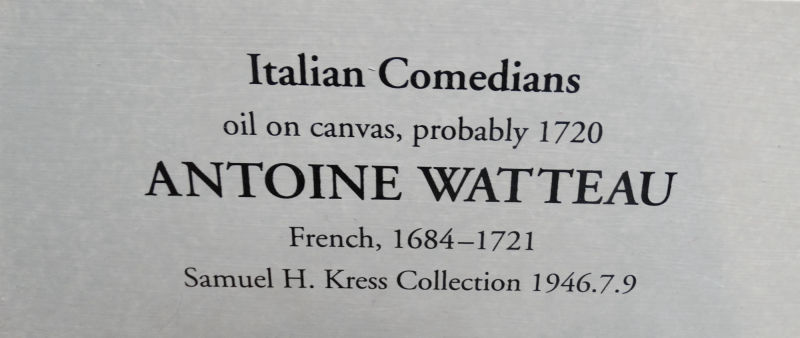 Italian Comedians
oil on canvas, probably 1720
ANTOINE WATTEAU
French, 1684–1721
Samuel H. Kress Collection 1946.7.9